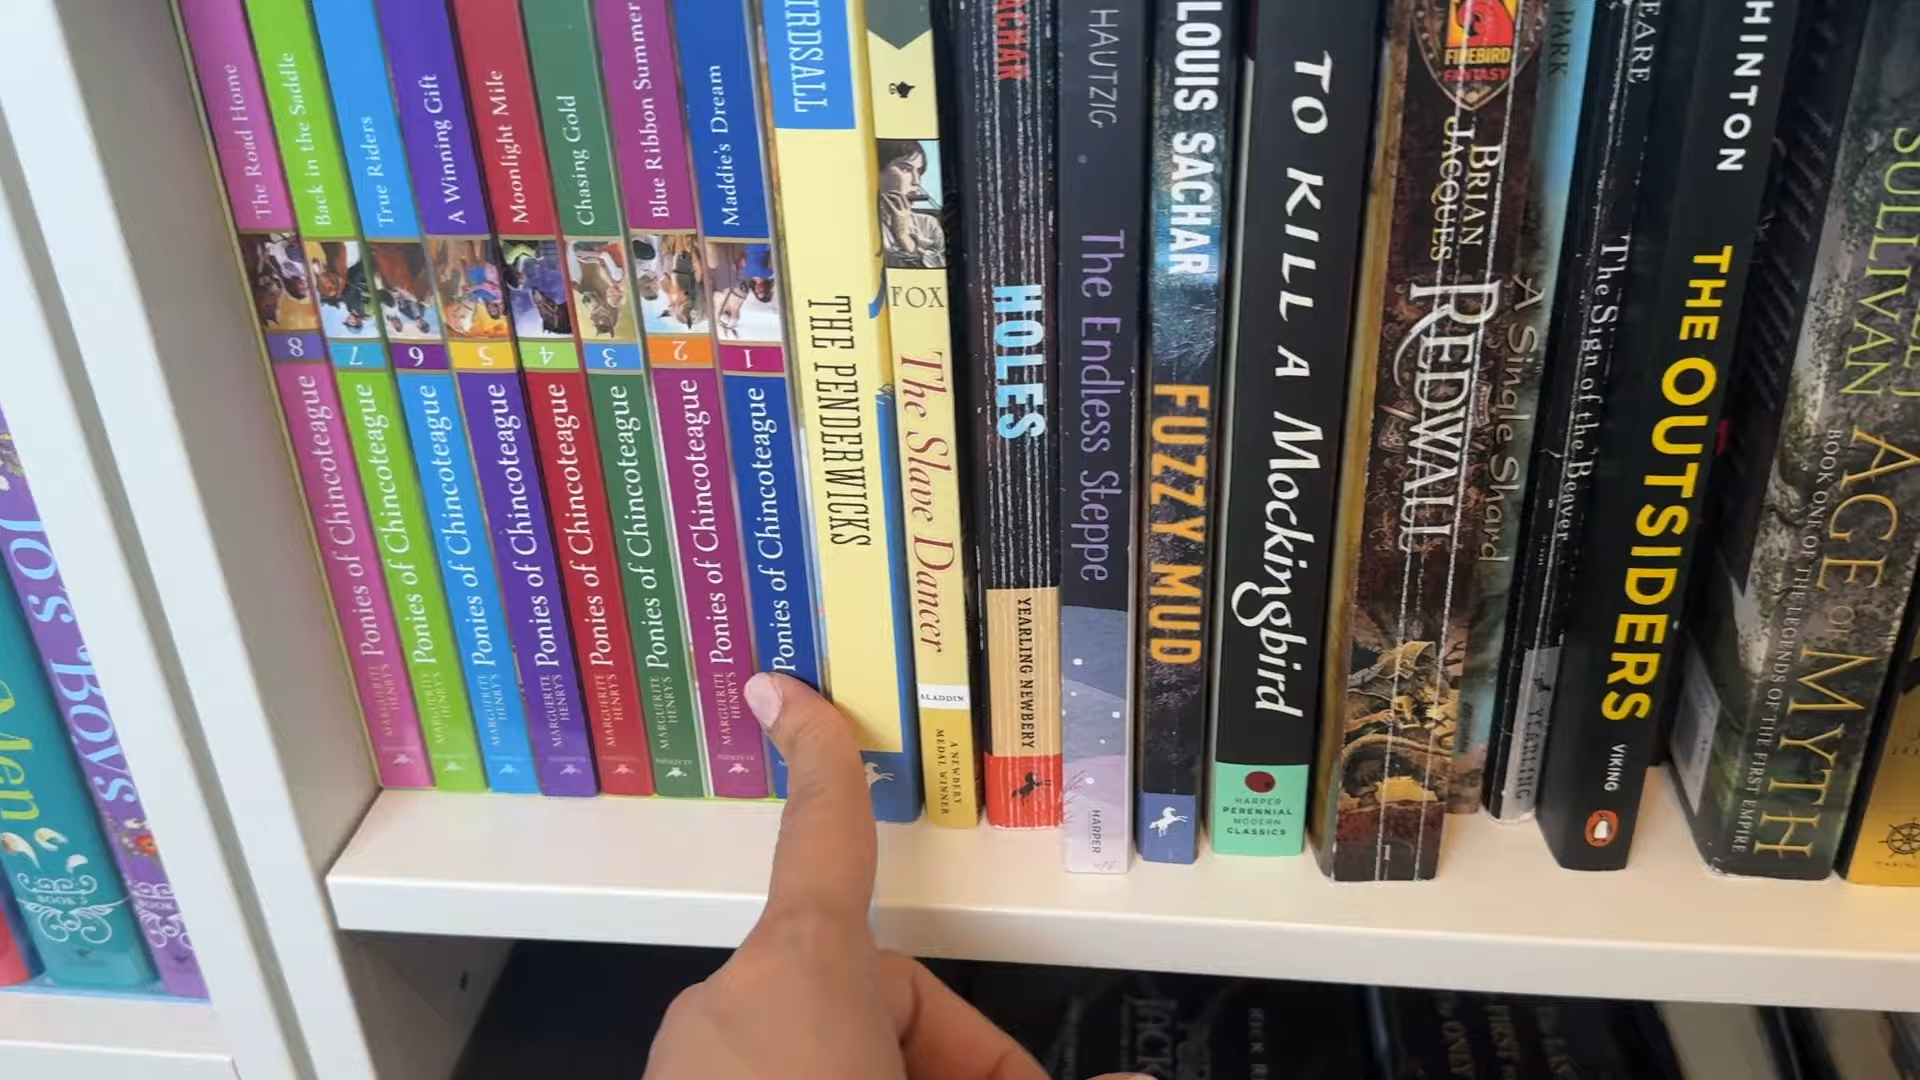 The Road Home
8
Ponies of Chincoteague
MARGUERITE
HENRY'S
Back in the Saddle
7
Ponies of Chincoteague
MARGUERITE
HENRY'S
True Riders
6
Ponies of Chincoteague
MARGUERITE
HENRY'S
A Winning Gift
5
Ponies of Chincoteague
MARGUERITE
HENRY'S
Moonlight Mile
4
Ponies of Chincoteague
MARGUERITE
HENRY'S
Chasing Gold
3
Ponies of Chincoteague
MARGUERITE
HENRY'S
Blue Ribbon Summer
2
Ponies of Chincoteague
MARGUERITE
HENRY'S
Maddie's Dream
1
Ponies of Chincoteague
IRDSALL
THE PENDERWICKS
FOX
The Slave Dancer
ALADDIN
A NEWBERY
MEDAL WINNER
ACHAR
HOLES
YEARLING NEWBERY
HAUTZIG
The Endless Steppe
HARPER
LOUIS SACHAR
FUZZY MUD
TO KILL A Mockingbird
HARPER
PERENNIAL
MODERN
CLASSICS
FIREBIRD
FANTASY
BRIAN
JACQUES
REDWALL
PARK
A Single Shard
EARE
The Sign of the Beaver
YEARLING
HINTON
THE OUTSIDERS
VIKING
SULLIVAN
AGE OF MYTH
BOOK ONE OF THE LEGENDS OF THE FIRST EMPIRE
Jo's Boys
Men
BOOK
BOOK